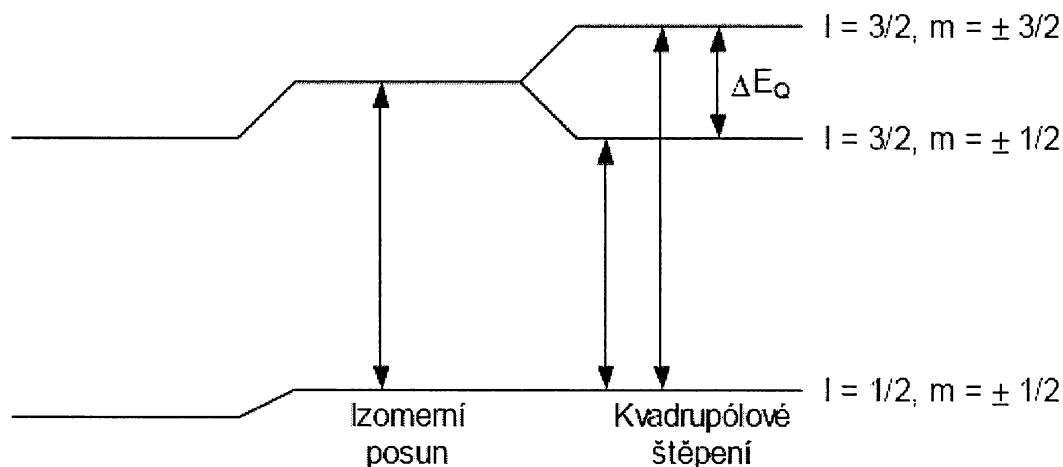 I = 3/2, m = ± 3/2
ΔE_Q
I = 3/2, m = ± 1/2
I = 1/2, m = ± 1/2
Izomerní
posun
Kvadrupólové
štěpení